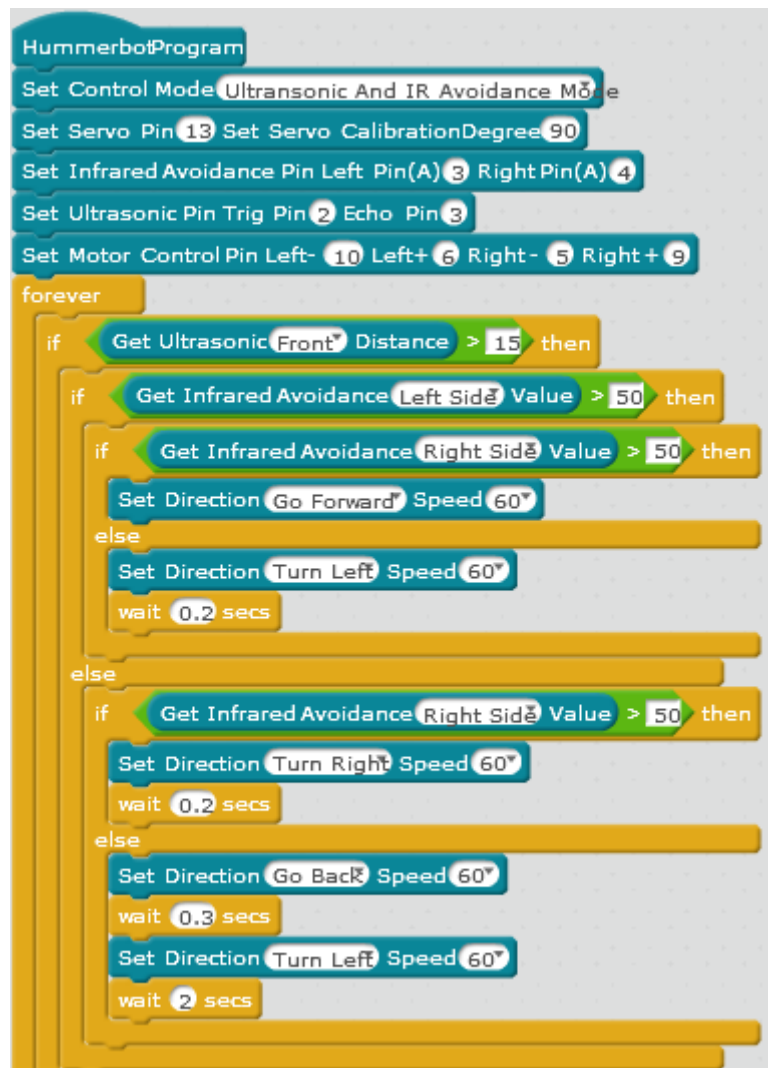 HummerbotProgram
Set Control Mode Ultransonic And IR Avoidance Mode
Set Servo Pin 13 Set Servo CalibrationDegree 90
Set Infrared Avoidance Pin Left Pin(A) 3 Right Pin(A) 4
Set Ultrasonic Pin Trig Pin 2 Echo Pin 3
Set Motor Control Pin Left- 10 Left+ 6 Right- 5 Right+ 9
forever
if Get Ultrasonic Front Distance > 15 then
if Get Infrared Avoidance Left Side Value > 50 then
if Get Infrared Avoidance Right Side Value > 50 then
Set Direction Go Forward Speed 60
else
Set Direction Turn Left Speed 60
wait 0.2 secs
else
if Get Infrared Avoidance Right Side Value > 50 then
Set Direction Turn Right Speed 60
wait 0.2 secs
else
Set Direction Go Back Speed 60
wait 0.3 secs
Set Direction Turn Left Speed 60
wait 2 secs